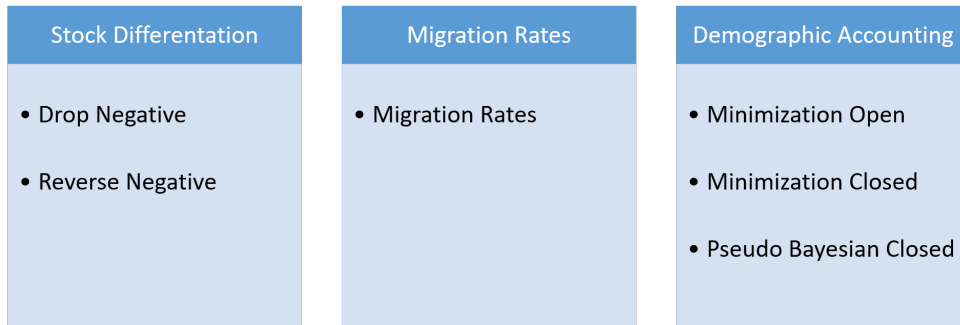 Stock Differentation
• Drop Negative
• Reverse Negative
Migration Rates
• Migration Rates
Demographic Accounting
• Minimization Open
• Minimization Closed
• Pseudo Bayesian Closed